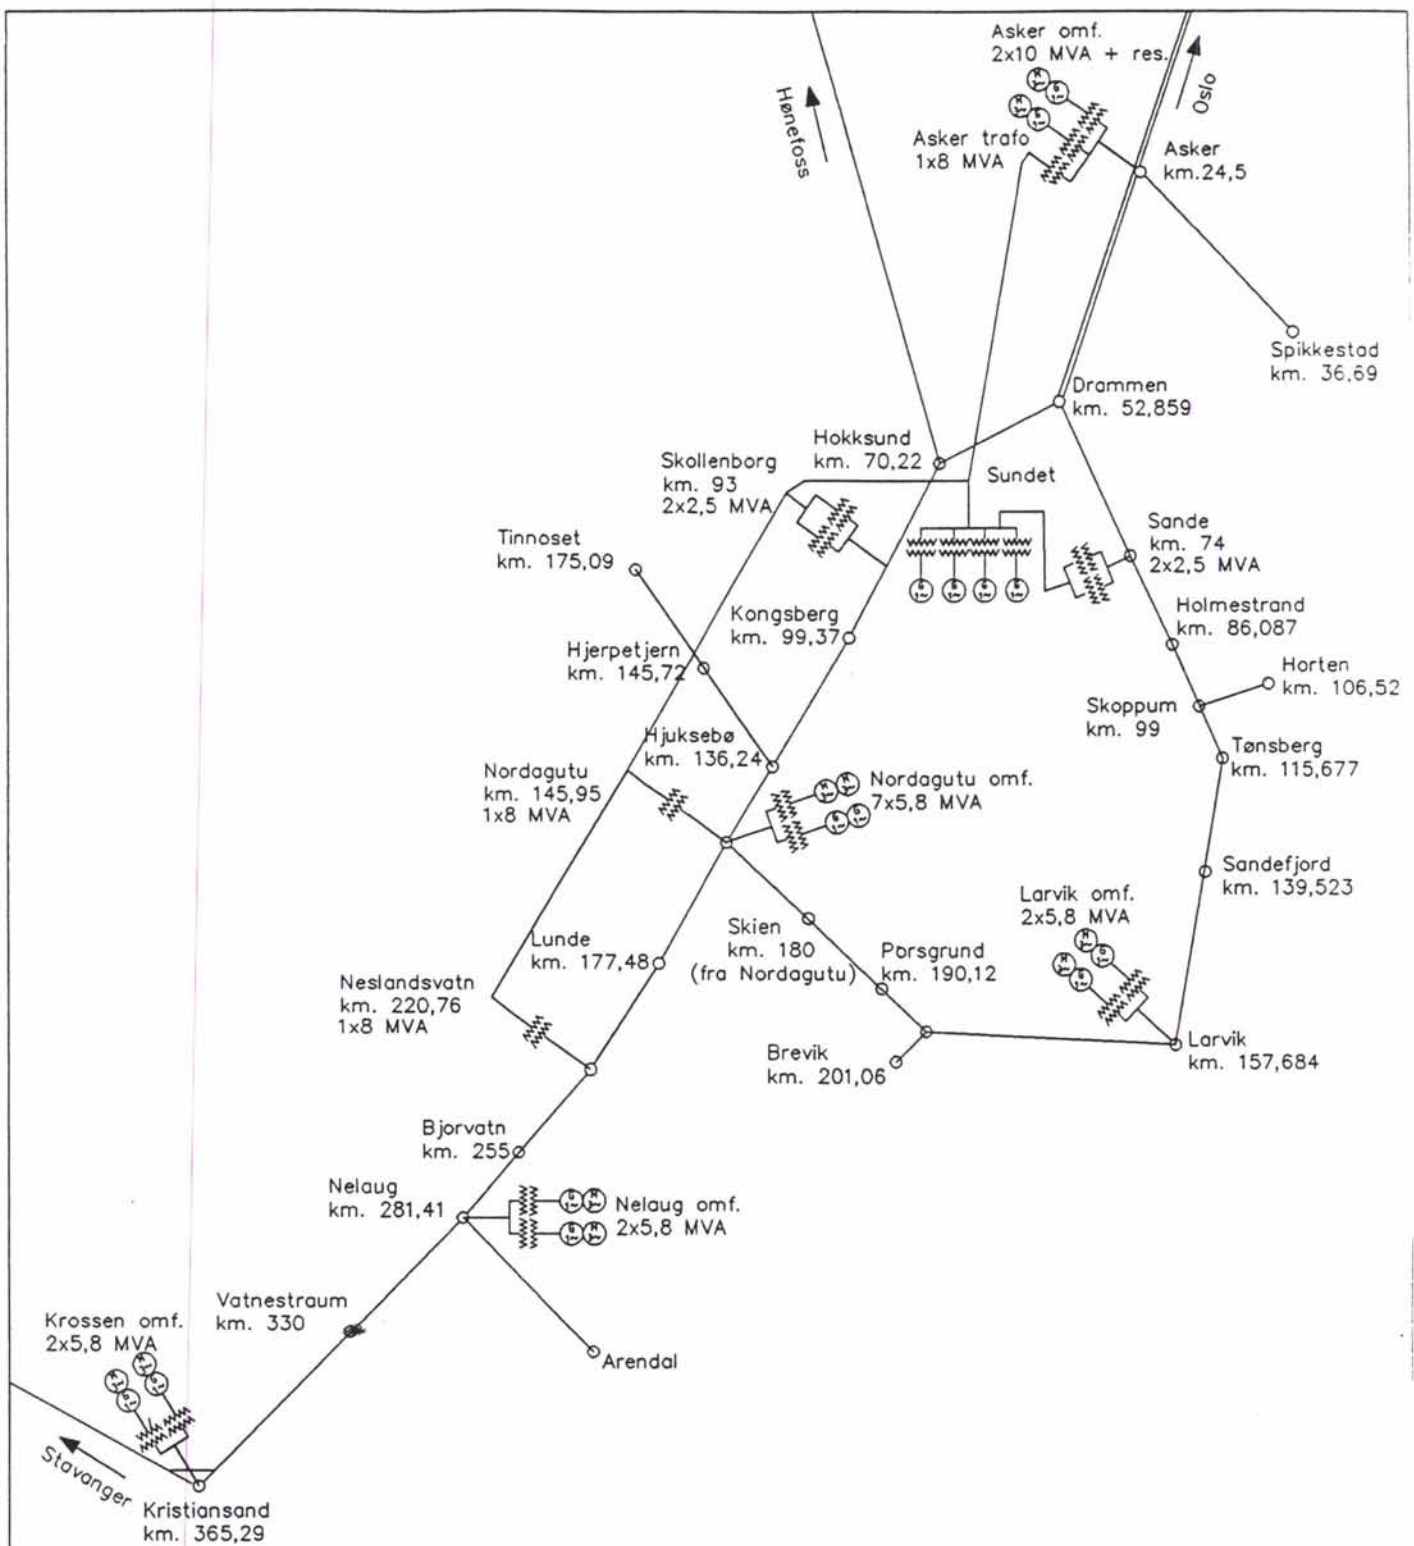 Asker omf.
2x10 MVA + res.
Oslo
Hønefoss
Asker trafo
1x8 MVA
Asker
km.24,5
Spikkestad
km. 36,69
Drammen
km. 52,859
Hokksund
km. 70,22
Skollenborg
km. 93
2x2,5 MVA
Sundet
Sande
km. 74
2x2,5 MVA
Tinnoset
km. 175,09
Holmestrand
km. 86,087
Kongsberg
km. 99,37
Hjerpetjern
km. 145,72
Horten
km. 106,52
Skoppum
km. 99
Hjuksebø
km. 136,24
Tønsberg
km. 115,677
Nordagutu
km. 145,95
1x8 MVA
Nordagutu omf.
7x5,8 MVA
Sandefjord
km. 139,523
Larvik omf.
2x5,8 MVA
Lunde
km. 177,48
Skien
km. 180
(fra Nordagutu)
Porsgrund
km. 190,12
Neslandsvatn
km. 220,76
1x8 MVA
Brevik
km. 201,06
Larvik
km. 157,684
Bjorvatn
km. 255
Nelaug
km. 281,41
Nelaug omf.
2x5,8 MVA
Vatnestraum
km. 330
Krossen omf.
2x5,8 MVA
Arendal
Stavanger
Kristiansand
km. 365,29